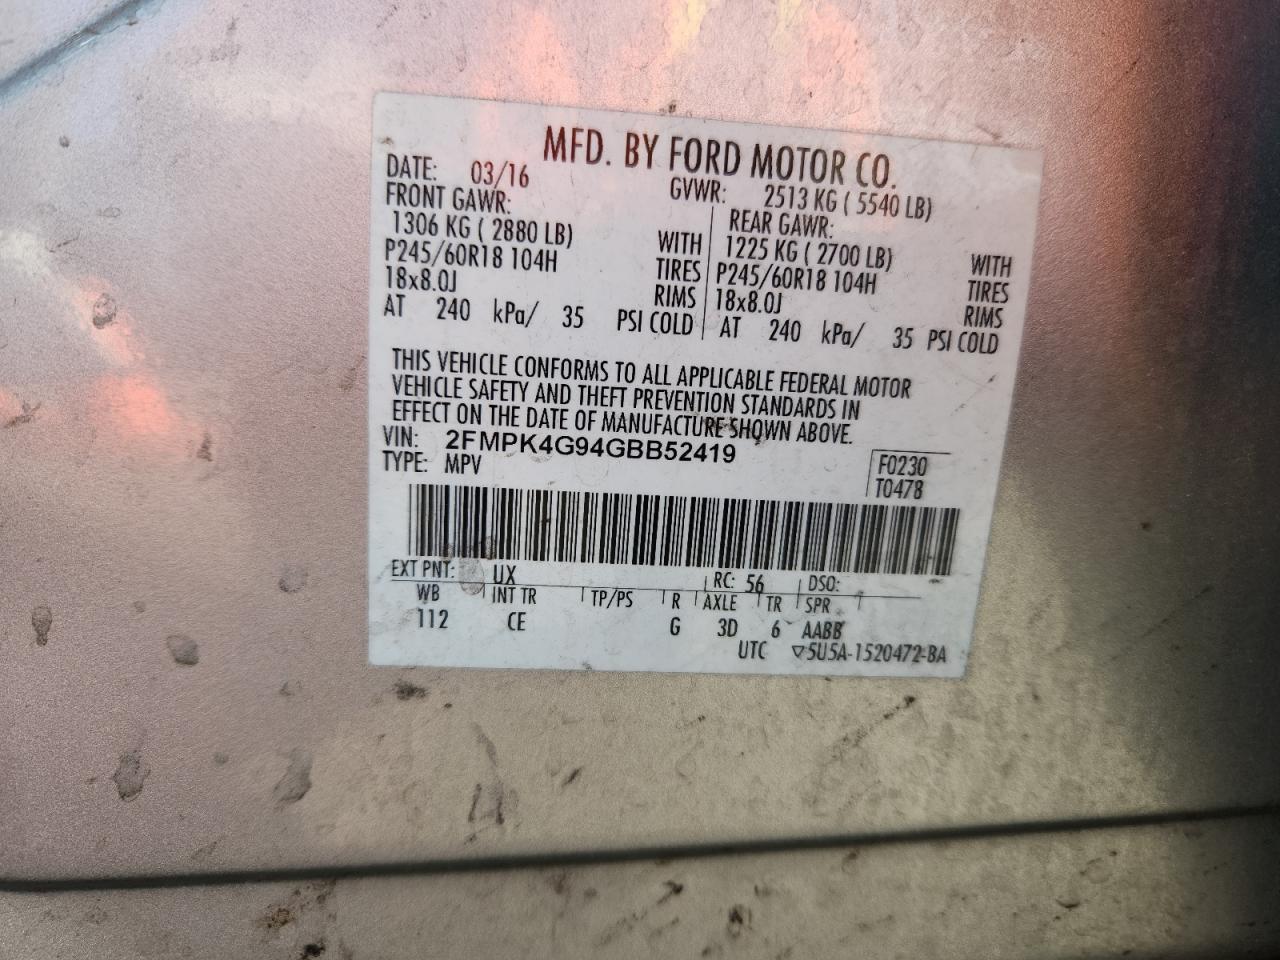 MFD. BY FORD MOTOR CO.
DATE: 03/16 GVWR: 2513 KG ( 5540 LB)
FRONT GAWR: REAR GAWR:
1306 KG ( 2880 LB) WITH 1225 KG ( 2700 LB) WITH
P245/60R18 104H TIRES P245/60R18 104H TIRES
18x8.0J RIMS 18x8.0J RIMS
AT 240 kPa/ 35 PSI COLD AT 240 kPa/ 35 PSI COLD
THIS VEHICLE CONFORMS TO ALL APPLICABLE FEDERAL MOTOR
VEHICLE SAFETY AND THEFT PREVENTION STANDARDS IN
EFFECT ON THE DATE OF MANUFACTURE SHOWN ABOVE.
VIN: 2FMPK4G94GBB52419
TYPE: MPV
F0230
T0478
EXT PNT: UX RC: 56 DSO:
WB INT TR TP/PS R AXLE TR SPR
112 CE G 3D 6 AABB
UTC ▽5U5A-1520472-BA